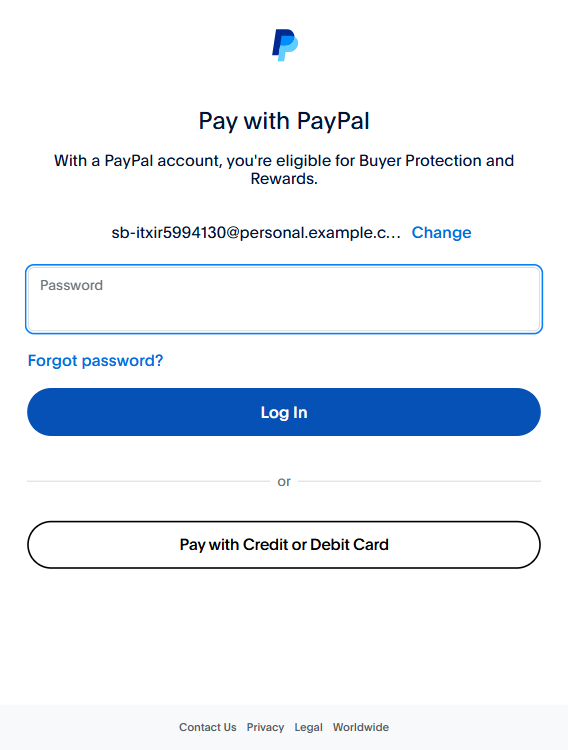 Pay with PayPal
With a PayPal account, you're eligible for Buyer Protection and
Rewards.
sb-itxir5994130@personal.example.c... Change
Password
Forgot password?
Log In
or
Pay with Credit or Debit Card
Contact Us Privacy Legal Worldwide